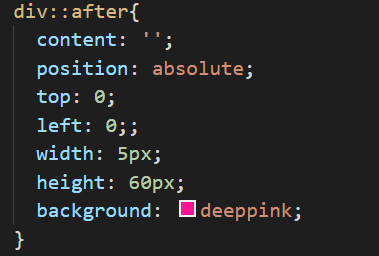 div::after{
content: '';
position: absolute;
top: 0;
left: 0;;
width: 5px;
height: 60px;
background: deeppink;
}